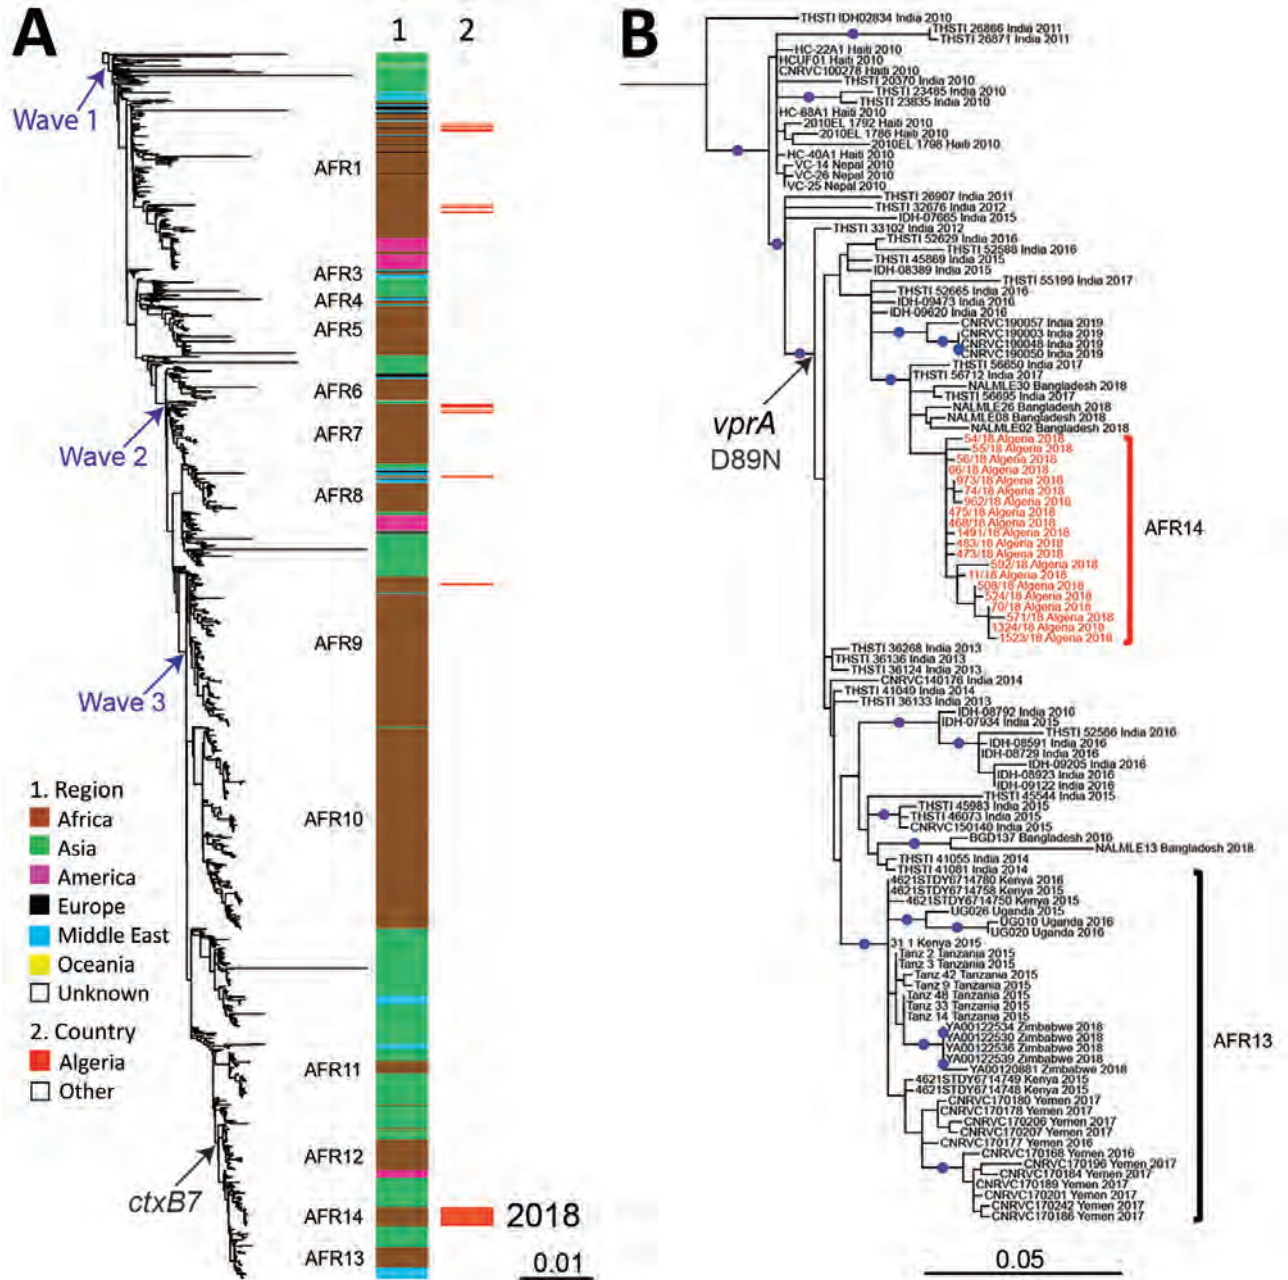 A
1
2
Wave 1
AFR1
AFR3
AFR4
AFR5
AFR6
AFR7
Wave 2
AFR8
AFR9
Wave 3
1. Region
Africa
Asia
America
Europe
Middle East
Oceania
Unknown
2. Country
Algeria
Other
AFR10
AFR11
AFR12
ctxB7
AFR14
2018
AFR13
0.01
B
THSTI IDH02834 India 2010
THSTI 26866 India 2011
THSTI 26871 India 2011
HC-22A1 Haiti 2010
HCUF01 Haiti 2010
CNRVC100278 Haiti 2010
THSTI 20370 India 2010
THSTI 23485 India 2010
THSTI 23835 India 2010
HC-68A1 Haiti 2010
2010EL 1792 Haiti 2010
2010EL 1786 Haiti 2010
2010EL 1798 Haiti 2010
HC-40A1 Haiti 2010
VC-14 Nepal 2010
VC-26 Nepal 2010
VC-25 Nepal 2010
THSTI 26907 India 2011
THSTI 32676 India 2012
IDH-07665 India 2015
THSTI 33102 India 2012
THSTI 52629 India 2016
THSTI 52588 India 2016
THSTI 45869 India 2015
IDH-08389 India 2015
THSTI 55199 India 2017
THSTI 52665 India 2016
IDH-09473 India 2016
IDH-09620 India 2016
CNRVC190057 India 2019
CNRVC190003 India 2019
CNRVC190048 India 2019
CNRVC190050 India 2019
THSTI 56650 India 2017
THSTI 56712 India 2017
NALMLE30 Bangladesh 2018
THSTI 56695 India 2017
NALMLE26 Bangladesh 2018
NALMLE08 Bangladesh 2018
NALMLE02 Bangladesh 2018
vprA
D89N
54/18 Algeria 2018
55/18 Algeria 2018
56/18 Algeria 2018
66/18 Algeria 2018
973/18 Algeria 2018
74/18 Algeria 2018
962/18 Algeria 2018
475/18 Algeria 2018
468/18 Algeria 2018
1491/18 Algeria 2018
483/18 Algeria 2018
473/18 Algeria 2018
592/18 Algeria 2018
11/18 Algeria 2018
508/18 Algeria 2018
524/18 Algeria 2018
70/18 Algeria 2018
571/18 Algeria 2018
1324/18 Algeria 2018
1523/18 Algeria 2018
AFR14
THSTI 36268 India 2013
THSTI 36136 India 2013
THSTI 36124 India 2013
CNRVC140176 India 2014
THSTI 41049 India 2014
THSTI 36133 India 2013
IDH-08792 India 2016
IDH-07934 India 2015
THSTI 52566 India 2016
IDH-08591 India 2016
IDH-08729 India 2016
IDH-09205 India 2016
IDH-08923 India 2016
IDH-09122 India 2016
THSTI 45544 India 2015
THSTI 45983 India 2015
THSTI 46073 India 2015
CNRVC150140 India 2015
BGD137 Bangladesh 2016
NALMLE13 Bangladesh 2018
THSTI 41055 India 2014
THSTI 41081 India 2014
4621STDY6714780 Kenya 2016
4621STDY6714758 Kenya 2015
4621STDY6714750 Kenya 2015
UG026 Uganda 2015
UG010 Uganda 2016
UG020 Uganda 2016
31 1 Kenya 2015
Tanz 2 Tanzania 2015
Tanz 3 Tanzania 2015
Tanz 42 Tanzania 2015
Tanz 9 Tanzania 2015
Tanz 48 Tanzania 2015
Tanz 33 Tanzania 2015
Tanz 14 Tanzania 2015
YA00122534 Zimbabwe 2018
YA00122530 Zimbabwe 2018
YA00122536 Zimbabwe 2018
YA00122539 Zimbabwe 2018
YA00120881 Zimbabwe 2018
4621STDY6714749 Kenya 2015
4621STDY6714748 Kenya 2015
CNRVC170180 Yemen 2017
CNRVC170178 Yemen 2017
CNRVC170206 Yemen 2017
CNRVC170207 Yemen 2017
CNRVC170177 Yemen 2016
CNRVC170168 Yemen 2016
CNRVC170196 Yemen 2017
CNRVC170184 Yemen 2017
CNRVC170189 Yemen 2017
CNRVC170201 Yemen 2017
CNRVC170242 Yemen 2017
CNRVC170186 Yemen 2017
AFR13
0.05